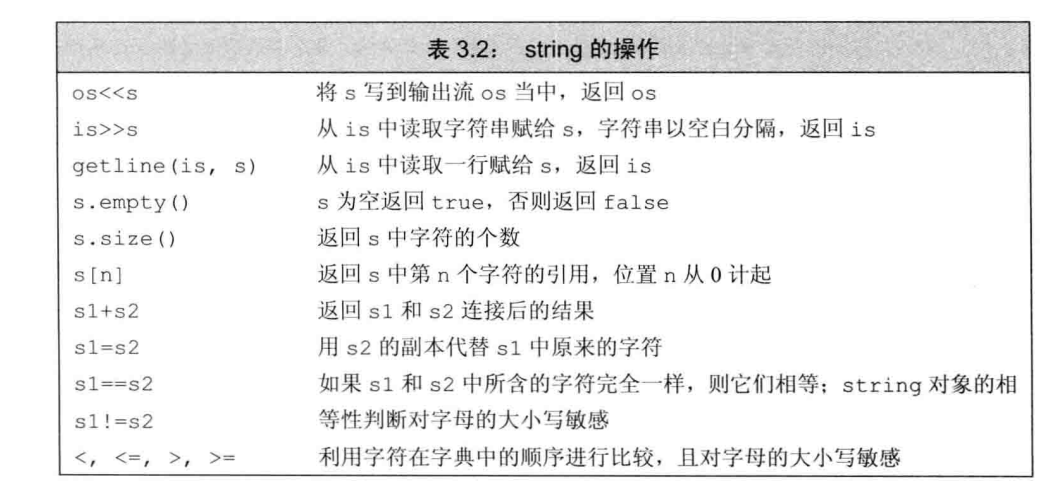 表 3.2： string 的操作
os<<s 将 s 写到输出流 os 当中，返回 os
is>>s 从 is 中读取字符串赋给 s，字符串以空白分隔，返回 is
getline(is, s) 从 is 中读取一行赋给 s，返回 is
s.empty() s 为空返回 true，否则返回 false
s.size() 返回 s 中字符的个数
s[n] 返回 s 中第 n 个字符的引用，位置 n 从 0 计起
s1+s2 返回 s1 和 s2 连接后的结果
s1=s2 用 s2 的副本代替 s1 中原来的字符
s1==s2 如果 s1 和 s2 中所含的字符完全一样，则它们相等；string 对象的相
s1!=s2 等性判断对字母的大小写敏感
<, <=, >, >= 利用字符在字典中的顺序进行比较，且对字母的大小写敏感